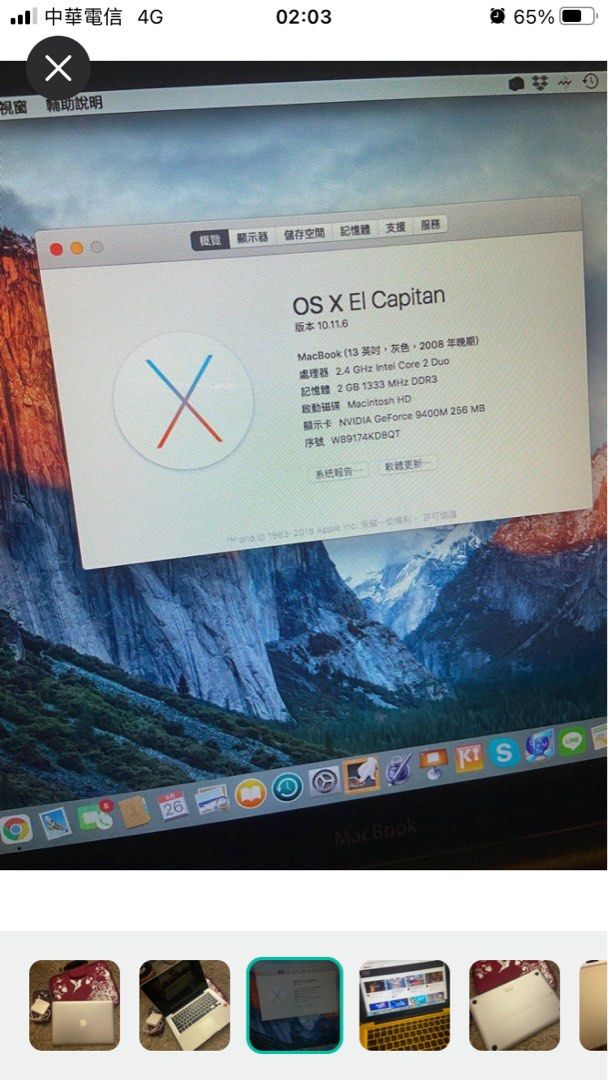 中華電信 4G
02:03
65%
視窗 輔助說明
概覽 顯示器 儲存空間 記憶體 支援 服務
OS X El Capitan
版本 10.11.6
MacBook (13 英吋，灰色，2008 年晚期)
處理器 2.4 GHz Intel Core 2 Duo
記憶體 2 GB 1333 MHz DDR3
啟動磁碟 Macintosh HD
顯示卡 NVIDIA GeForce 9400M 256 MB
序號 W89174KD8QT
系統報告⋯ 軟體更新⋯
™ and © 1983-2016 Apple Inc. 保留一切權利。 許可協議
5
26
K!
S
LINE
MacBook